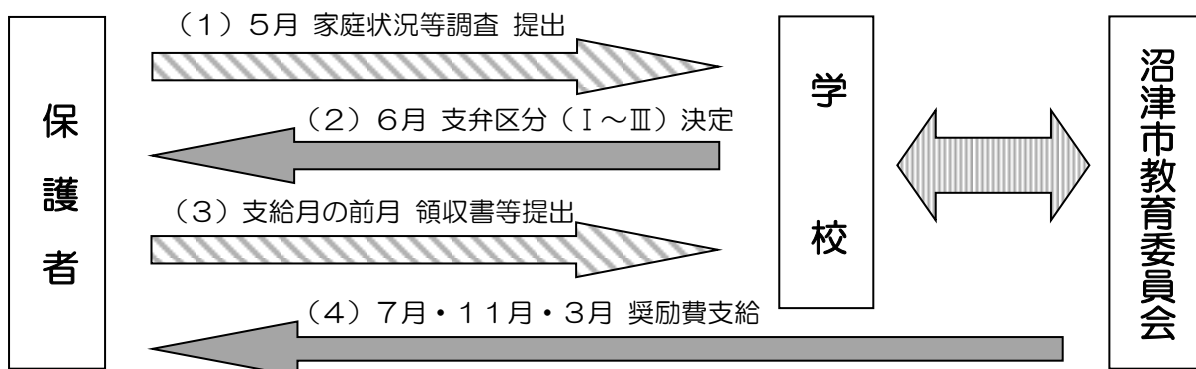 （１）５月 家庭状況等調査 提出
（２）６月 支弁区分（Ⅰ～Ⅲ）決定
（３）支給月の前月 領収書等提出
（４）７月・１１月・３月 奨励費支給
保護者
学校
沼津市教育委員会